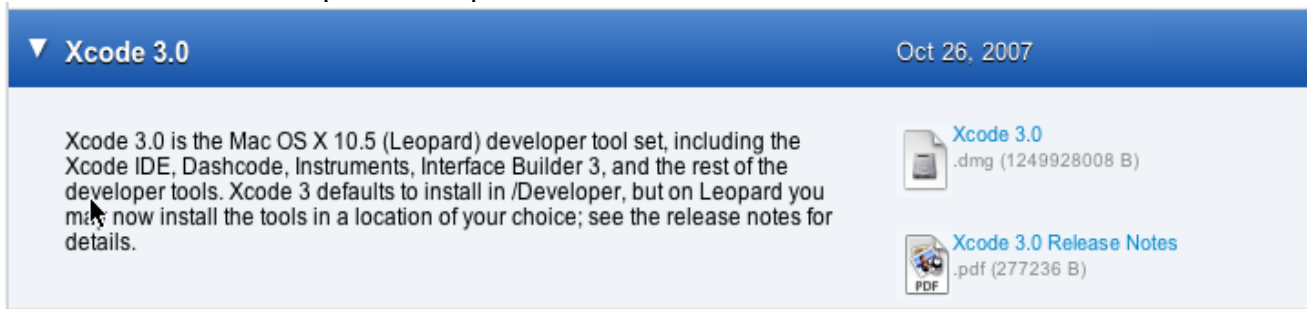 Xcode 3.0
Oct 26, 2007
Xcode 3.0 is the Mac OS X 10.5 (Leopard) developer tool set, including the
Xcode IDE, Dashcode, Instruments, Interface Builder 3, and the rest of the
developer tools. Xcode 3 defaults to install in /Developer, but on Leopard you
may now install the tools in a location of your choice; see the release notes for
details.
Xcode 3.0
.dmg (1249928008 B)
Xcode 3.0 Release Notes
.pdf (277236 B)
PDF